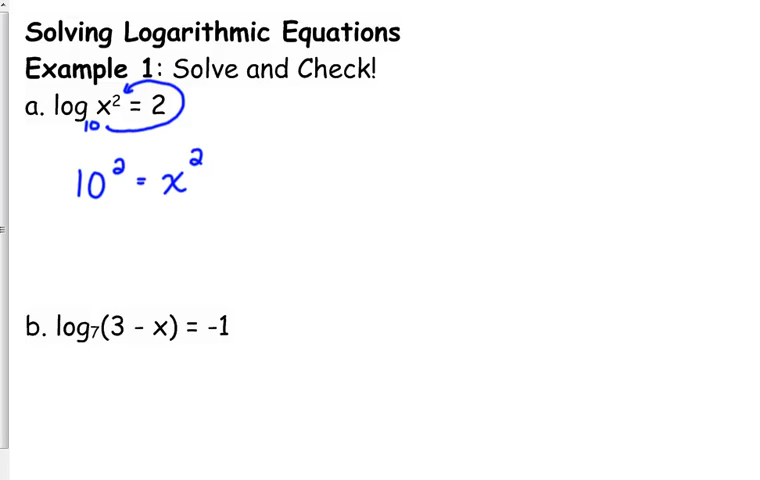 Solving Logarithmic Equations
Example 1: Solve and Check!
a. log₁₀ x² = 2
10² = x²
b. log₇(3 - x) = -1